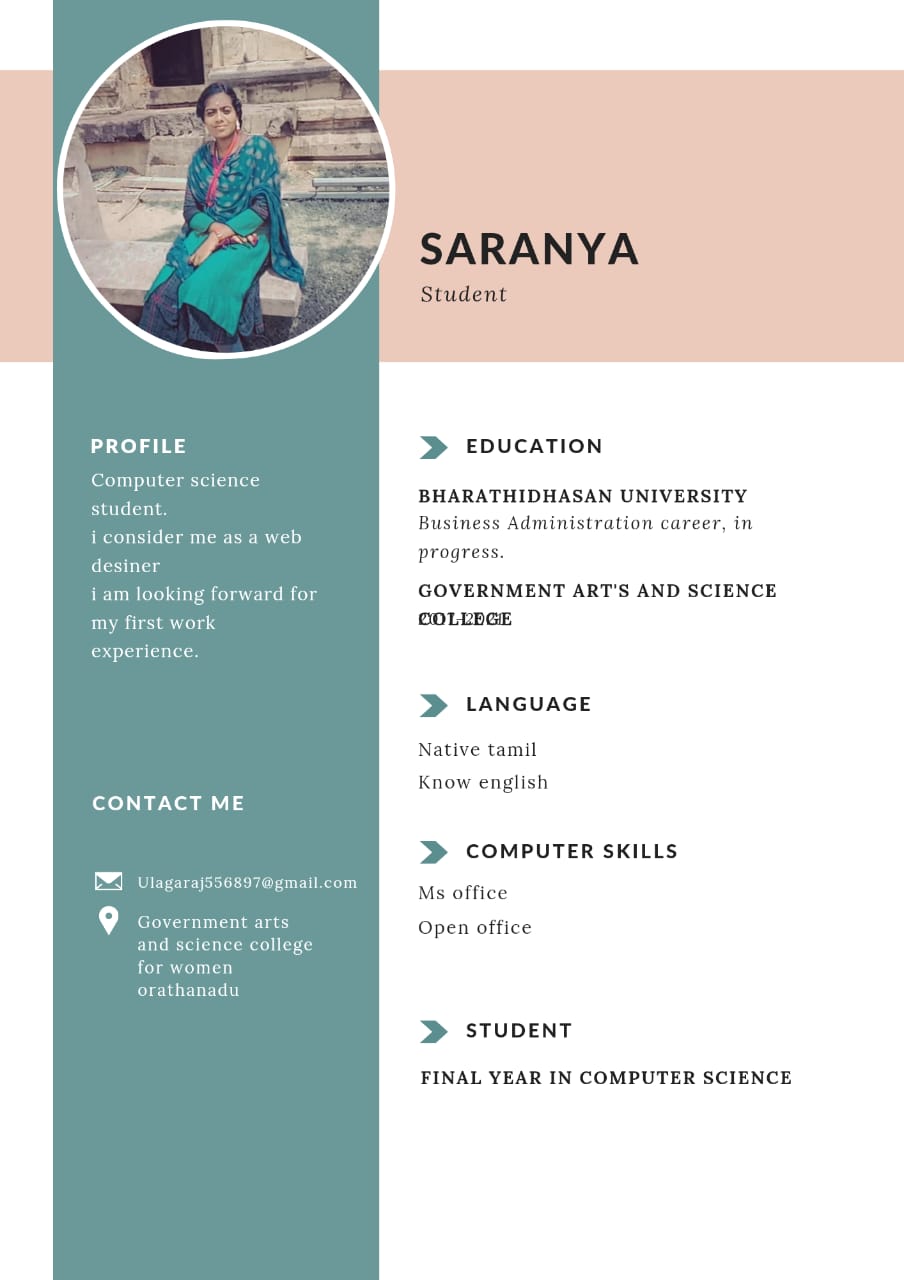 SARANYA
Student
PROFILE
Computer science
student.
i consider me as a web
desiner
i am looking forward for
my first work
experience.
CONTACT ME
Ulagaraj556897@gmail.com
Government arts
and science college
for women
orathanadu
EDUCATION
BHARATHIDHASAN UNIVERSITY
Business Administration career, in
progress.
GOVERNMENT ART'S AND SCIENCE
COLLEGE
LANGUAGE
Native tamil
Know english
COMPUTER SKILLS
Ms office
Open office
STUDENT
FINAL YEAR IN COMPUTER SCIENCE